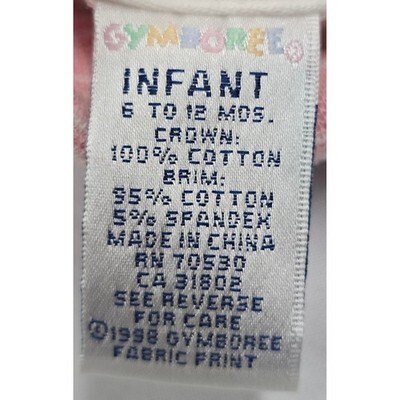 GYMBOREE®
INFANT
6 TO 12 MOS.
CROWN:
100% COTTON
BRIM:
95% COTTON
5% SPANDEX
MADE IN CHINA
RN 70530
CA 31802
SEE REVERSE
FOR CARE
©1998 GYMBOREE
FABRIC PRINT